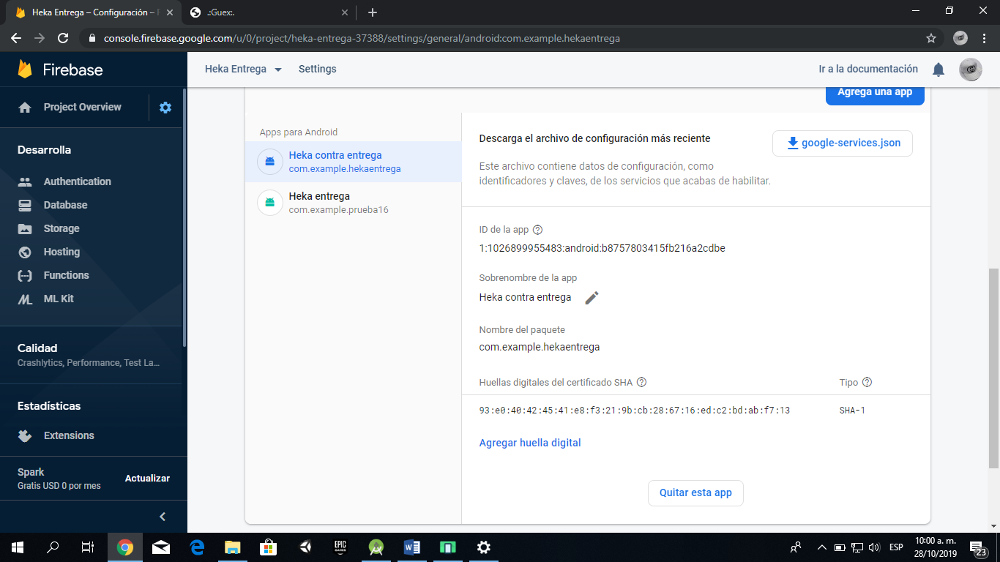 Heka Entrega – Configuración – F
.:Guex:.
console.firebase.google.com/u/0/project/heka-entrega-37388/settings/general/android:com.example.hekaentrega
Firebase
Heka Entrega
Settings
Ir a la documentación
Project Overview
Desarrolla
Authentication
Database
Storage
Hosting
Functions
ML Kit
Calidad
Crashlytics, Performance, Test La...
Estadísticas
Extensions
Spark
Gratis USD 0 por mes
Actualizar
Agrega una app
Apps para Android
Heka contra entrega
com.example.hekaentrega
Heka entrega
com.example.prueba16
Descarga el archivo de configuración más reciente
google-services.json
Este archivo contiene datos de configuración, como
identificadores y claves, de los servicios que acabas de habilitar.
ID de la app
1:1026899955483:android:b8757803415fb216a2cdbe
Sobrenombre de la app
Heka contra entrega
Nombre del paquete
com.example.hekaentrega
Huellas digitales del certificado SHA
Tipo
93:e0:40:42:45:41:e8:f3:21:9b:cb:28:67:16:ed:c2:bd:ab:f7:13
SHA-1
Agregar huella digital
Quitar esta app
EPIC
GAMES
ESP
10:00 a. m.
28/10/2019
23